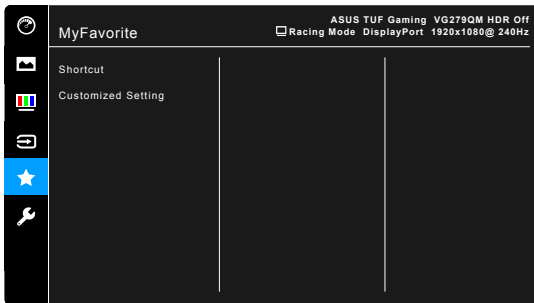 MyFavorite
ASUS TUF Gaming VG279QM HDR Off
Racing Mode DisplayPort 1920x1080@ 240Hz
Shortcut
Customized Setting